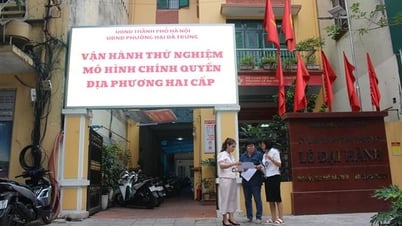 UBND THÀNH PHỐ HÀ NỘI
UBND PHƯỜNG HAI BÀ TRƯNG
VẬN HÀNH THỬ NGHIỆM
MÔ HÌNH CHÍNH QUYỀN
ĐỊA PHƯƠNG HAI CẤP
LÊ ĐẠI HÀNH